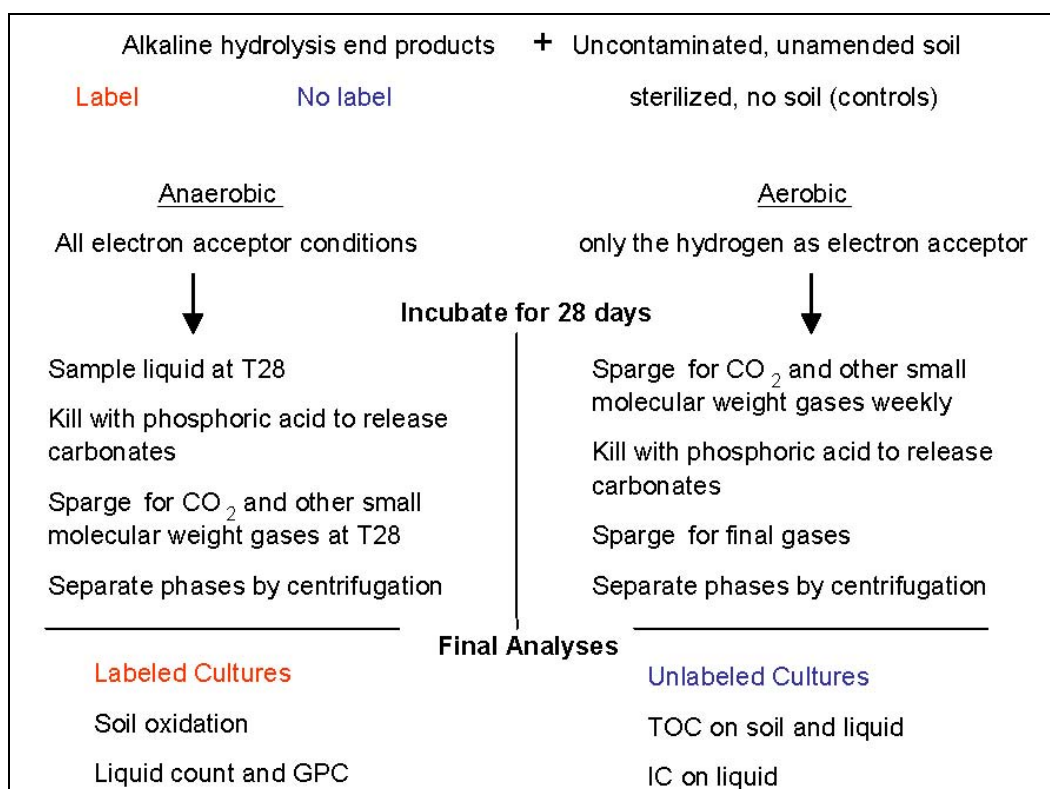 Alkaline hydrolysis end products + Uncontaminated, unamended soil
Label No label sterilized, no soil (controls)
Anaerobic
All electron acceptor conditions
Aerobic
only the hydrogen as electron acceptor
Incubate for 28 days
Sample liquid at T28
Kill with phosphoric acid to release
carbonates
Sparge for CO2 and other small
molecular weight gases at T28
Separate phases by centrifugation
Sparge for CO2 and other small
molecular weight gases weekly
Kill with phosphoric acid to release
carbonates
Sparge for final gases
Separate phases by centrifugation
Final Analyses
Labeled Cultures
Soil oxidation
Liquid count and GPC
Unlabeled Cultures
TOC on soil and liquid
IC on liquid